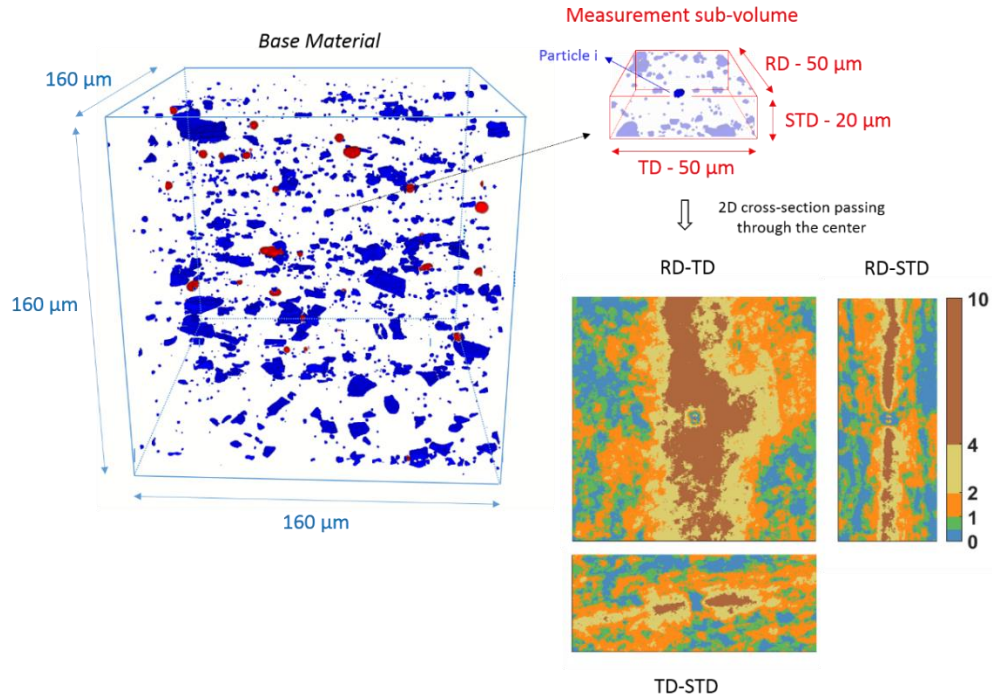 Measurement sub-volume
Base Material
160 µm
Particle i
RD - 50 µm
STD - 20 µm
TD - 50 µm
2D cross-section passing
through the center
160 µm
RD-TD
RD-STD
10
4
2
1
0
160 µm
TD-STD